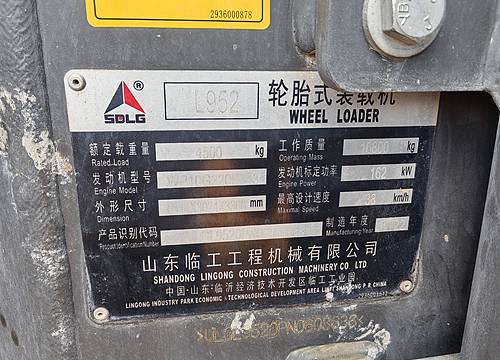 2936000878
SDLG ® L952 轮胎式装载机
WHEEL LOADER
额定载重量 4500 kg 工作质量 kg
Rated Load Operating Mass
发动机型号 发动机标定功率 162 kW
Engine Model Engine Power
外形尺寸 mm 最高设计速度 38 km/h
Dimension Maximal Speed
产品识别代码 制造年度
Product Identification Number Manufacturing Year
山东临工工程机械有限公司
SHANDONG LINGONG CONSTRUCTION MACHINERY CO LTD
中国·山东·临沂经济技术开发区临工工业园
LINGONG INDUSTRY PARK ECONOMIC & TECHNOLOGICAL DEVELOPMENT AREA LINYI SHANDONG P R CHINA